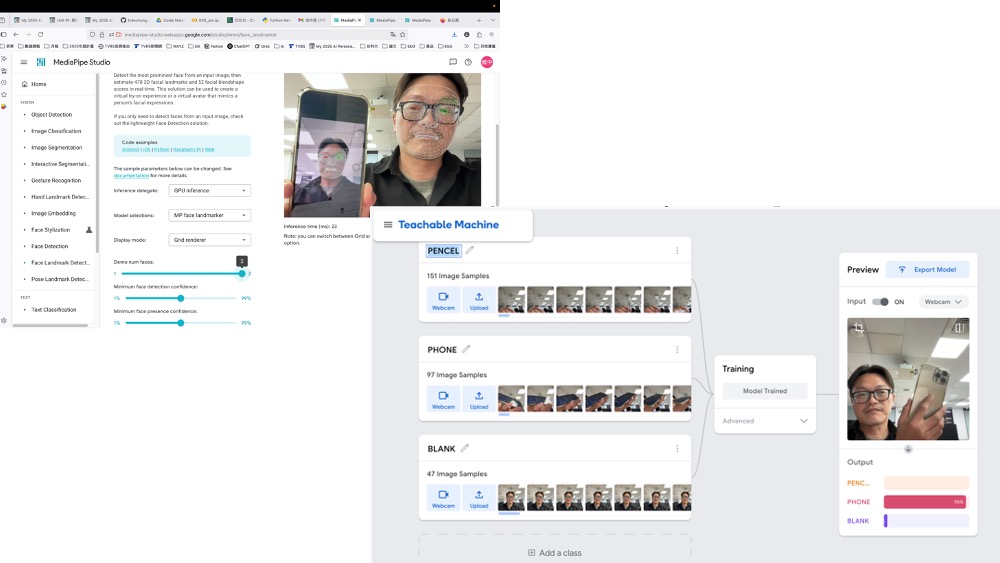 mediapipe-studio.webapps.google.com/studio/demo/face_landmarker
MediaPipe Studio
Home
VISION
Object Detection
Image Classification
Image Segmentation
Interactive Segmentati...
Gesture Recognition
Hand Landmark Detec...
Image Embedding
Face Stylization
Face Detection
Face Landmark Detect...
Pose Landmark Detec...
TEXT
Text Classification
Detect the most prominent face from an input image, then
estimate 478 3D facial landmarks and 52 facial blendshape
scores in real-time. This solution can be used to create a
virtual try-on experience or a virtual avatar that mimics a
person's facial expressions.
If you only need to detect faces from an input image, check
out the lightweight Face Detection solution.
Code examples
Android | iOS | Python | Raspberry Pi | Web
The sample parameters below can be changed. See
documentation for more details
Inference delegate:
GPU inference
Model selections:
MP face landmarker
Display mode:
Grid renderer
Demo num faces:
2
1
Minimum face detection confidence:
1%
99%
Minimum face presence confidence:
1%
99%
Inference time (ms): 23
Note: you can switch between Grid
option.
Teachable Machine
PENCEL
151 Image Samples
Webcam
Upload
PHONE
97 Image Samples
Webcam
Upload
BLANK
47 Image Samples
Webcam
Upload
Add a class
Training
Model Trained
Advanced
Preview
Export Model
Input
ON
Webcam
Output
PENC...
PHONE
96%
BLANK